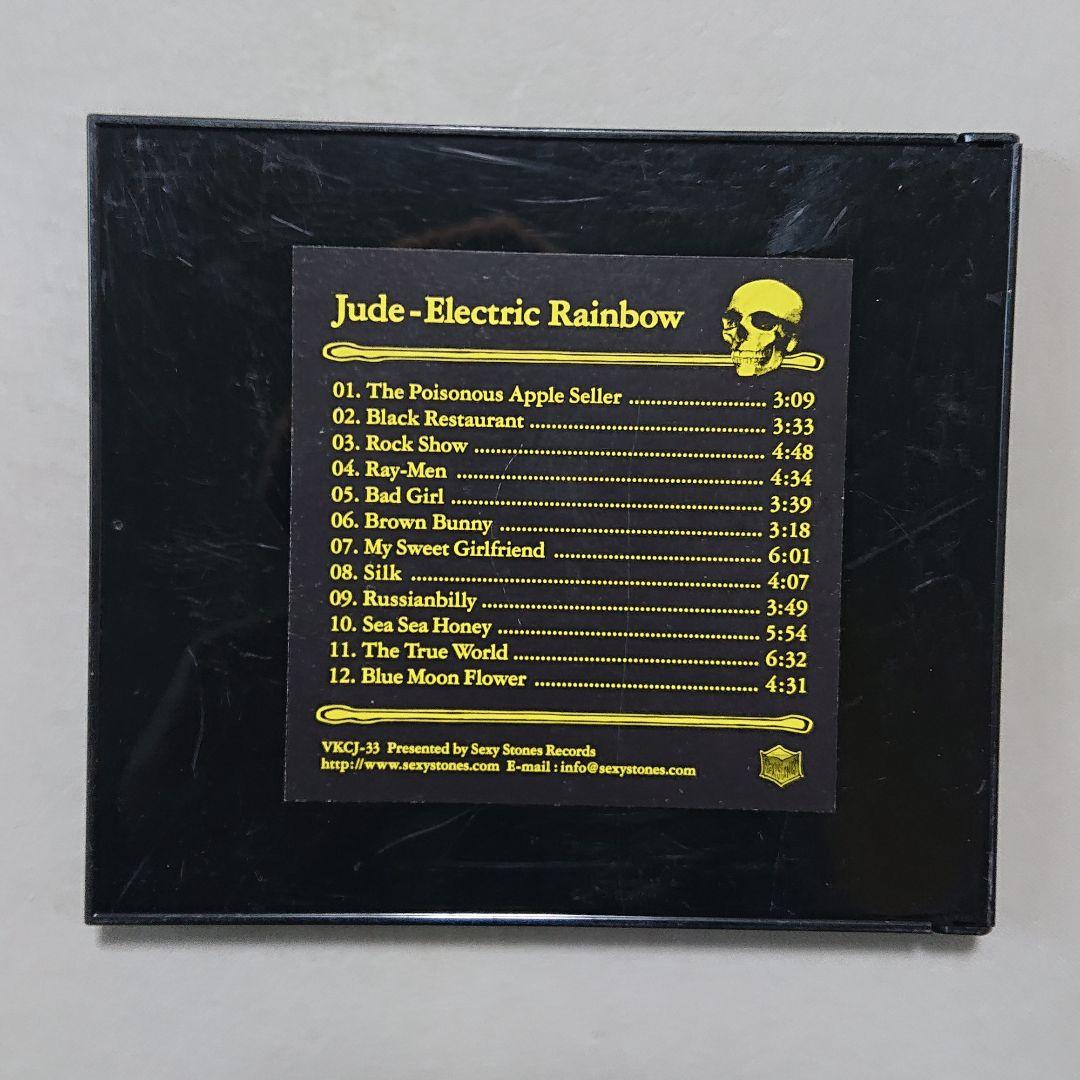 Jude-Electric Rainbow
01. The Poisonous Apple Seller ........................ 3:09
02. Black Restaurant ........................................ 3:33
03. Rock Show .................................................. 4:48
04. Ray-Men ..................................................... 4:34
05. Bad Girl ...................................................... 3:39
06. Brown Bunny ............................................. 3:18
07. My Sweet Girlfriend .................................... 6:01
08. Silk ............................................................. 4:07
09. Russianbilly ................................................ 3:49
10. Sea Sea Honey ............................................. 5:54
11. The True World .......................................... 6:32
12. Blue Moon Flower ....................................... 4:31
VKCJ-33 Presented by Sexy Stones Records
http://www.sexystones.com E-mail : info@sexystones.com